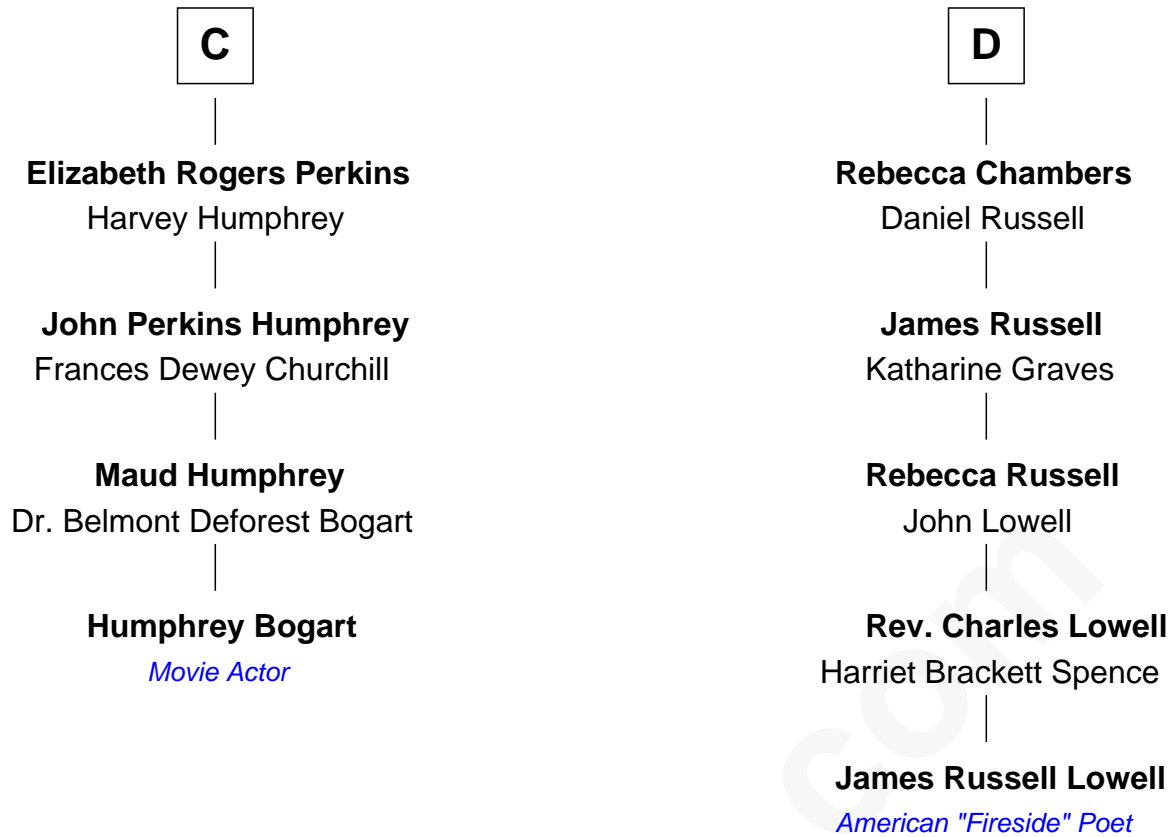 C
Elizabeth Rogers Perkins
Harvey Humphrey
John Perkins Humphrey
Frances Dewey Churchill
Maud Humphrey
Dr. Belmont Deforest Bogart
Humphrey Bogart
Movie Actor
D
Rebecca Chambers
Daniel Russell
James Russell
Katharine Graves
Rebecca Russell
John Lowell
Rev. Charles Lowell
Harriet Brackett Spence
James Russell Lowell
American "Fireside" Poet
com